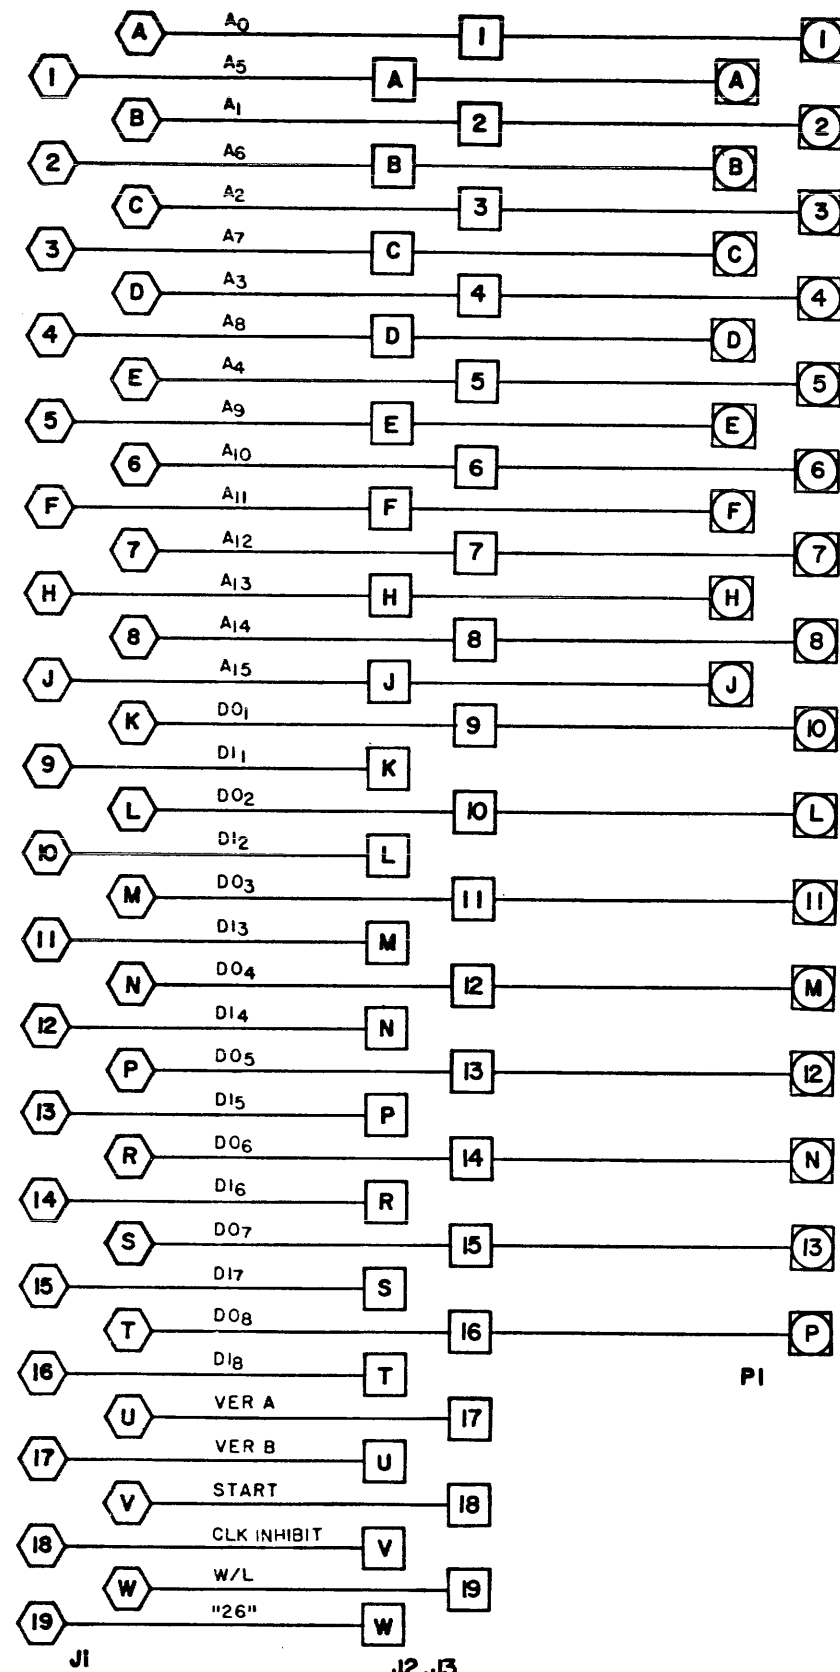 A A0 1 1
1 A5 A A
B A1 2 2
2 A6 B B
C A2 3 3
3 A7 C C
D A3 4 4
4 A8 D D
E A4 5 5
5 A9 E E
6 A10 6 6
F A11 F F
7 A12 7 7
H A13 H H
8 A14 8 8
J A15 J J
K DO1 9 10
9 DI1 K
L DO2 10 L
10 DI2 L
M DO3 11 11
11 DI3 M
N DO4 12 M
12 DI4 N
P DO5 13 12
13 DI5 P
R DO6 14 N
14 DI6 R
S DO7 15 13
15 DI7 S
T DO8 16 P
16 DI8 T
P1
U VER A 17
17 VER B U
V START 18
18 CLK INHIBIT V
W W/L 19
19 "26" W
J1 J2 J3